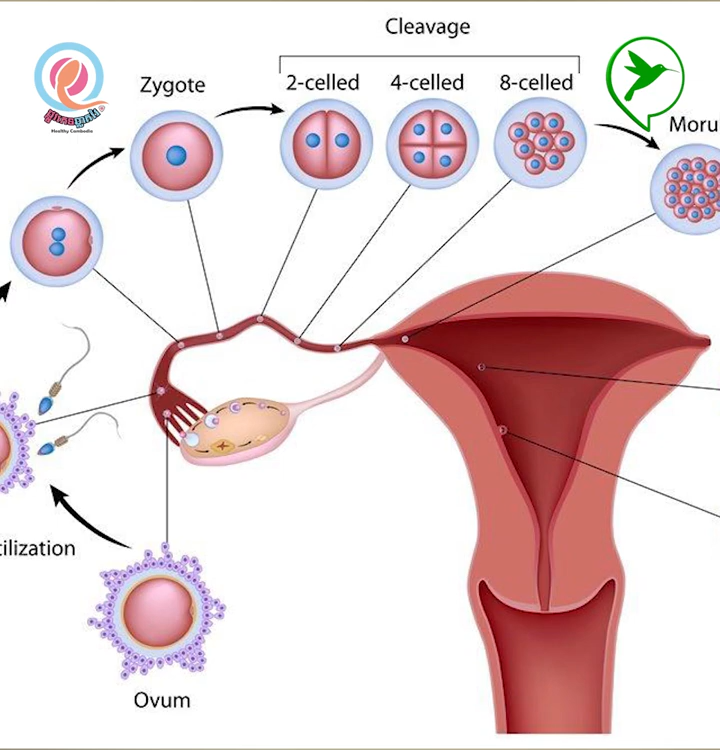 Cleavage
Zygote
2-celled
4-celled
8-celled
Moru
Healthy Cambodia
tilization
Ovum